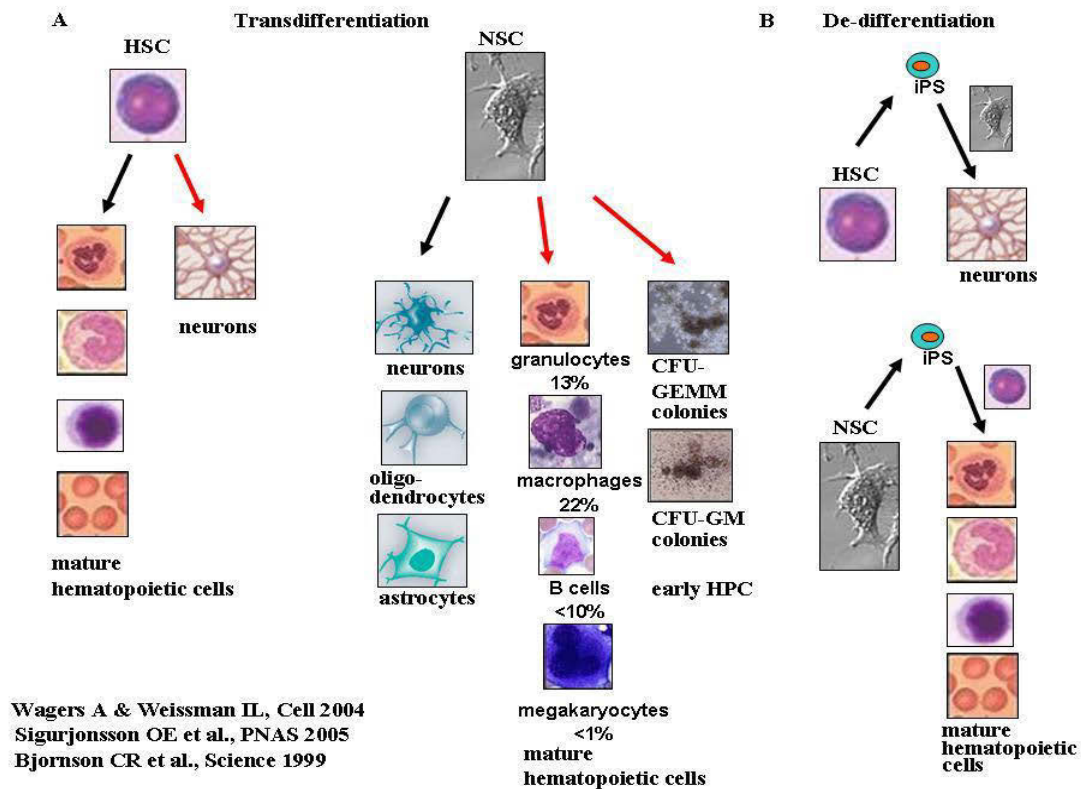 A
Transdifferentiation
HSC
neurons
mature
hematopoietic cells
NSC
neurons
oligo-
dendrocytes
astrocytes
granulocytes
13%
macrophages
22%
B cells
<10%
megakaryocytes
<1%
mature
hematopoietic cells
CFU-
GEMM
colonies
CFU-GM
colonies
early HPC
B
De-differentiation
iPS
HSC
neurons
iPS
NSC
mature
hematopoietic
cells
Wagers A & Weissman IL, Cell 2004
Sigurjonsson OE et al., PNAS 2005
Bjornson CR et al., Science 1999